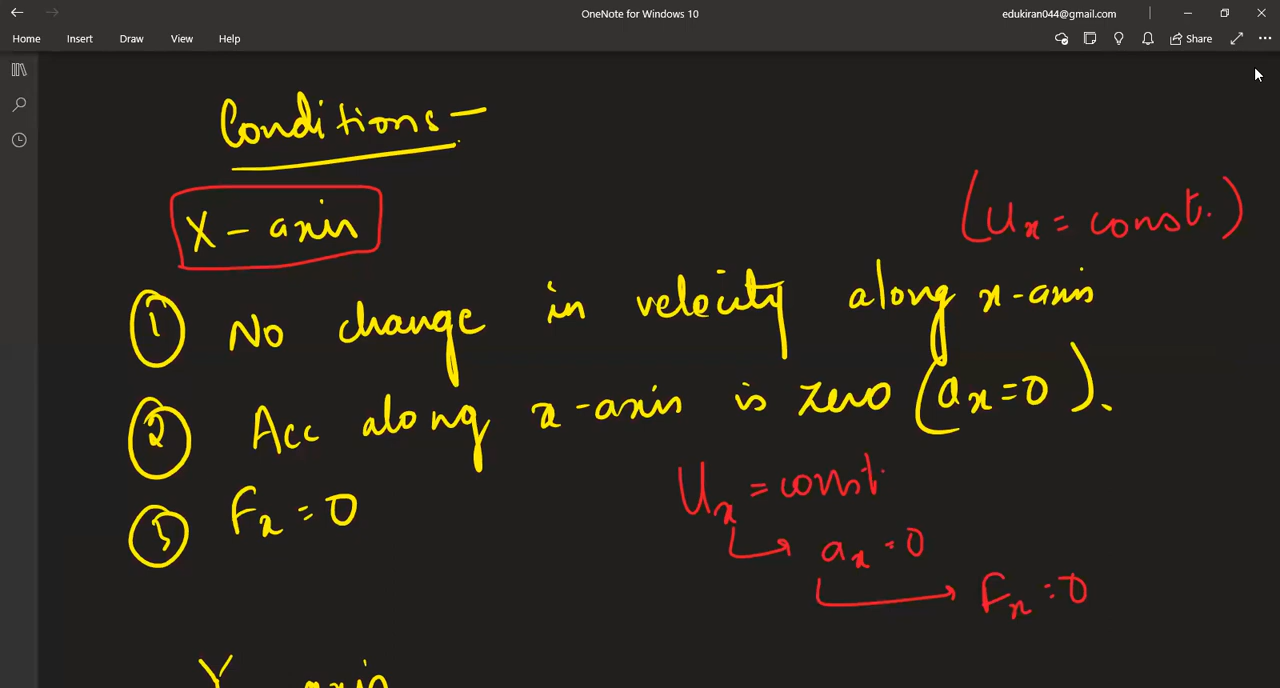 OneNote for Windows 10
edukiran044@gmail.com
Home Insert Draw View Help
Share
Conditions -
X - axis
(Ux = const.)
1 No change in velocity along x-axis
2 Acc along x-axis is zero (ax = 0).
3 Fx = 0
Ux = const.
ax = 0
Fx = 0
Y axis